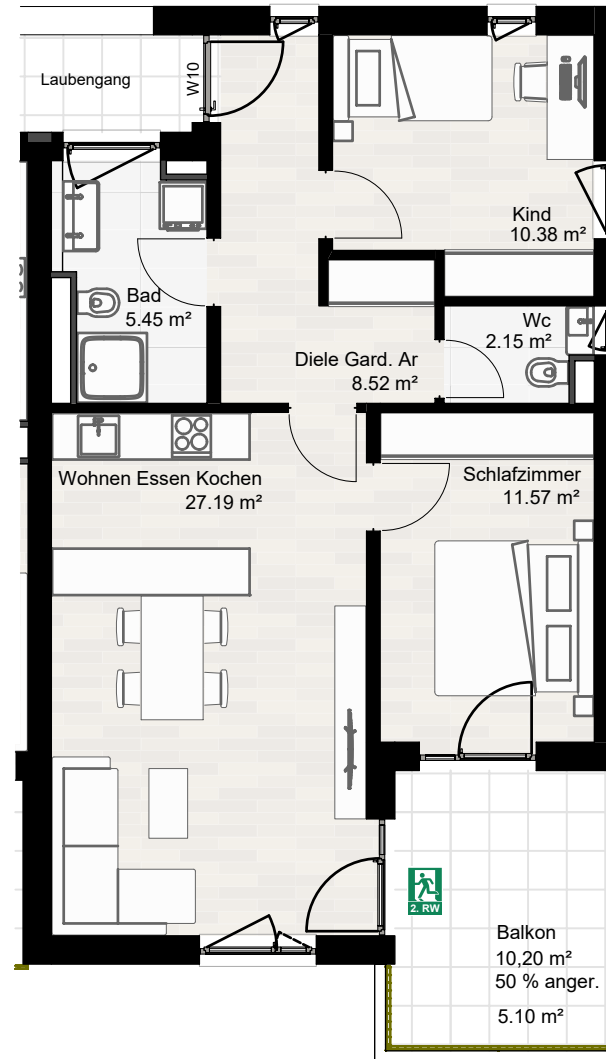 Laubengang
W10
Kind
10.38 m²
Bad
5.45 m²
Wc
2.15 m²
Diele Gard. Ar
8.52 m²
Wohnen Essen Kochen
27.19 m²
Schlafzimmer
11.57 m²
2. RW
Balkon
10,20 m²
50 % anger.
5.10 m²